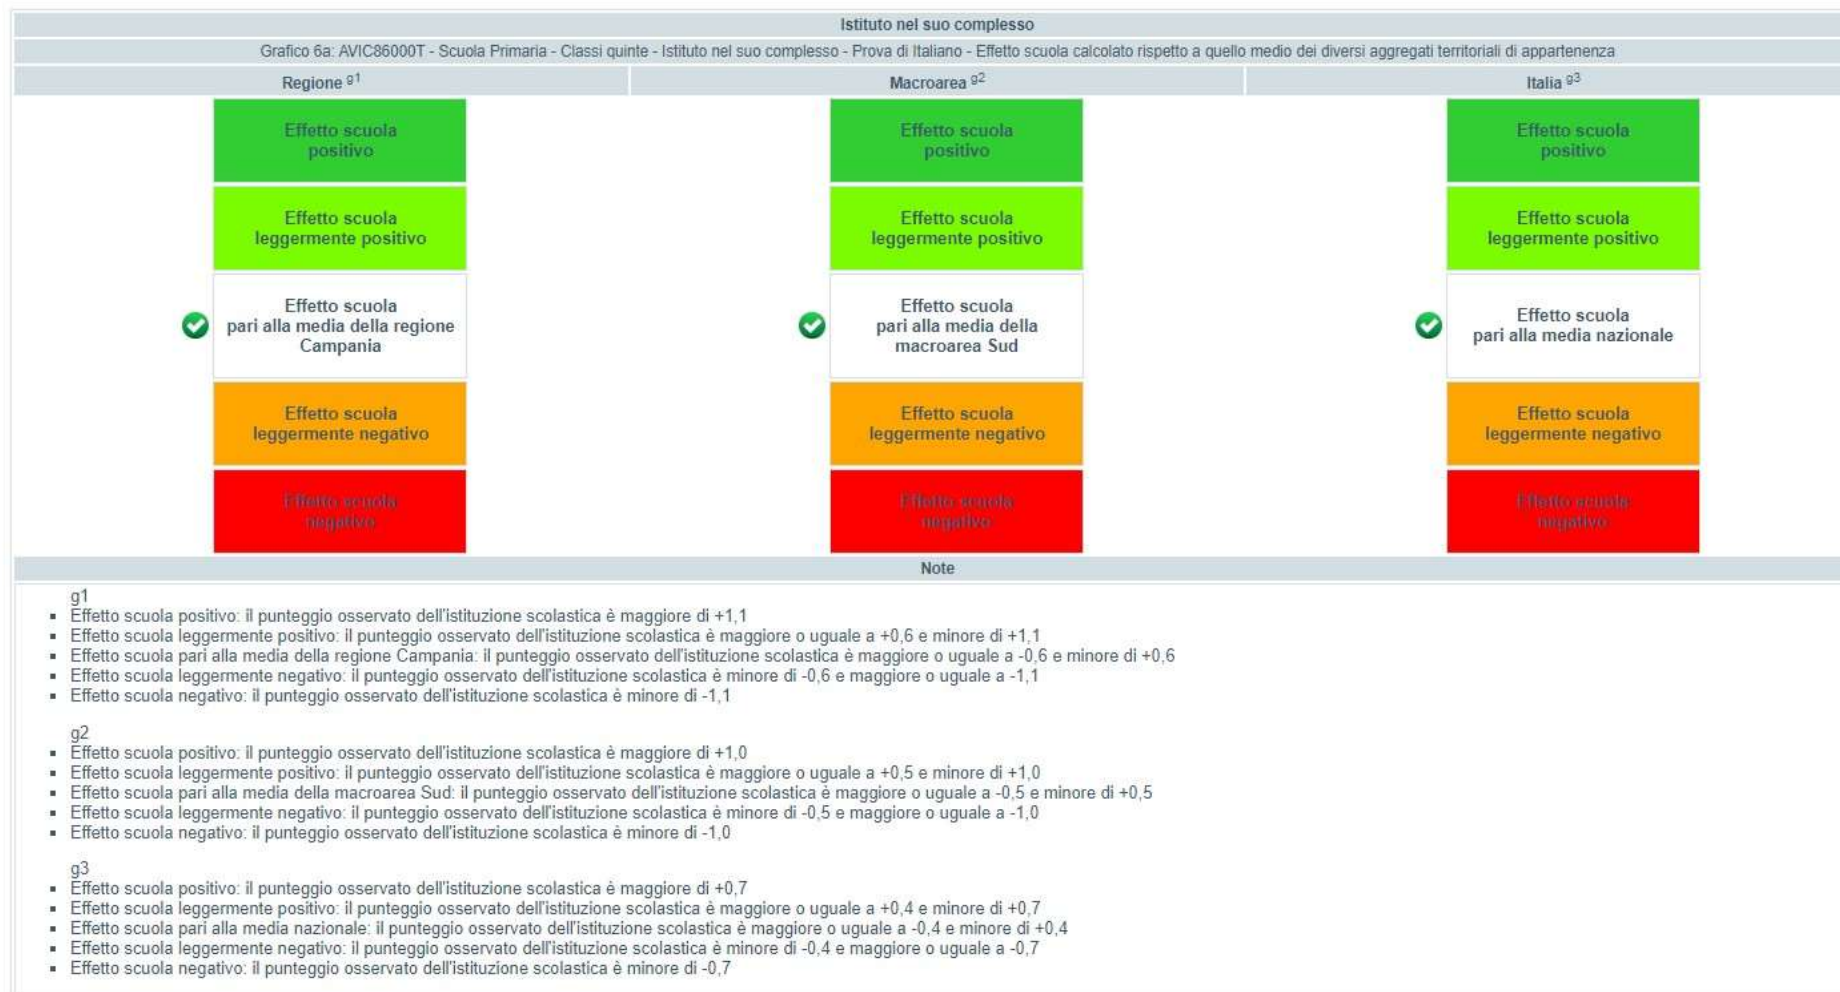 Istituto nel suo complesso
Grafico 6a: AVIC86000T - Scuola Primaria - Classi quinte - Istituto nel suo complesso - Prova di Italiano - Effetto scuola calcolato rispetto a quello medio dei diversi aggregati territoriali di appartenenza
Regione g1
Macroarea g2
Italia g3
Effetto scuola
positivo
Effetto scuola
positivo
Effetto scuola
positivo
Effetto scuola
leggermente positivo
Effetto scuola
leggermente positivo
Effetto scuola
leggermente positivo
Effetto scuola
pari alla media della regione
Campania
Effetto scuola
pari alla media della
macroarea Sud
Effetto scuola
pari alla media nazionale
Effetto scuola
leggermente negativo
Effetto scuola
leggermente negativo
Effetto scuola
leggermente negativo
Effetto scuola
negativo
Effetto scuola
negativo
Effetto scuola
negativo
Note
g1
Effetto scuola positivo: il punteggio osservato dell'istituzione scolastica è maggiore di +1,1
Effetto scuola leggermente positivo: il punteggio osservato dell'istituzione scolastica è maggiore o uguale a +0,6 e minore di +1,1
Effetto scuola pari alla media della regione Campania: il punteggio osservato dell'istituzione scolastica è maggiore o uguale a -0,6 e minore di +0,6
Effetto scuola leggermente negativo: il punteggio osservato dell'istituzione scolastica è minore di -0,6 e maggiore o uguale a -1,1
Effetto scuola negativo: il punteggio osservato dell'istituzione scolastica è minore di -1,1
g2
Effetto scuola positivo: il punteggio osservato dell'istituzione scolastica è maggiore di +1,0
Effetto scuola leggermente positivo: il punteggio osservato dell'istituzione scolastica è maggiore o uguale a +0,5 e minore di +1,0
Effetto scuola pari alla media della macroarea Sud: il punteggio osservato dell'istituzione scolastica è maggiore o uguale a -0,5 e minore di +0,5
Effetto scuola leggermente negativo: il punteggio osservato dell'istituzione scolastica è minore di -0,5 e maggiore o uguale a -1,0
Effetto scuola negativo: il punteggio osservato dell'istituzione scolastica è minore di -1,0
g3
Effetto scuola positivo: il punteggio osservato dell'istituzione scolastica è maggiore di +0,7
Effetto scuola leggermente positivo: il punteggio osservato dell'istituzione scolastica è maggiore o uguale a +0,4 e minore di +0,7
Effetto scuola pari alla media nazionale: il punteggio osservato dell'istituzione scolastica è maggiore o uguale a -0,4 e minore di +0,4
Effetto scuola leggermente negativo: il punteggio osservato dell'istituzione scolastica è minore di -0,4 e maggiore o uguale a -0,7
Effetto scuola negativo: il punteggio osservato dell'istituzione scolastica è minore di -0,7